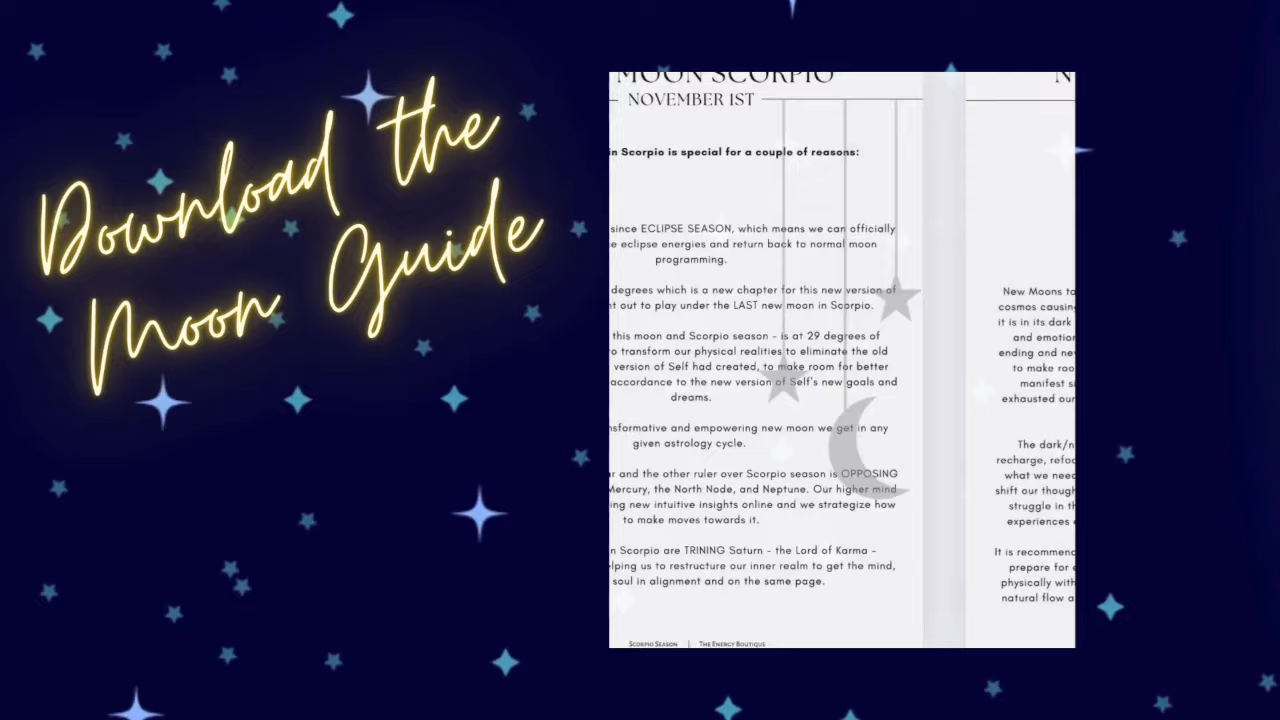 Download the
Moon Guide
MOON SCORPIO
NOVEMBER 1ST
in Scorpio is special for a couple of reasons:
since ECLIPSE SEASON, which means we can officially
eclipse energies and return back to normal moon
programming.
degrees which is a new chapter for this new version of
out to play under the LAST new moon in Scorpio.
this moon and Scorpio season - is at 29 degrees of
to transform our physical realities to eliminate the old
version of Self had created, to make room for better
accordance to the new version of Self's new goals and
dreams.
nsformative and empowering new moon we get in any
given astrology cycle.
and the other ruler over Scorpio season is OPPOSING
Mercury, the North Node, and Neptune. Our higher mind
ing new intuitive insights online and we strategize how
to make moves towards it.
in Scorpio are TRINING Saturn - the Lord of Karma -
lping us to restructure our inner realm to get the mind,
soul in alignment and on the same page.
SCORPIO SEASON | THE ENERGY BOUTIQUE
N
New Moons ta
cosmos causing
it is in its dark
and emotion
ending and new
to make roo
manifest si
exhausted our
The dark/n
recharge, refoc
what we need
shift our though
struggle in th
experiences
It is recommend
prepare for
physically with
natural flow a